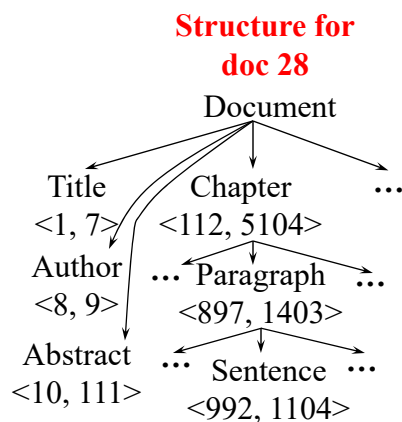 Structure for
doc 28
Document
Title Chapter ...
<1, 7> <112, 5104>
Author ... Paragraph ...
<8, 9> <897, 1403>
Abstract ... Sentence ...
<10, 111> <992, 1104>